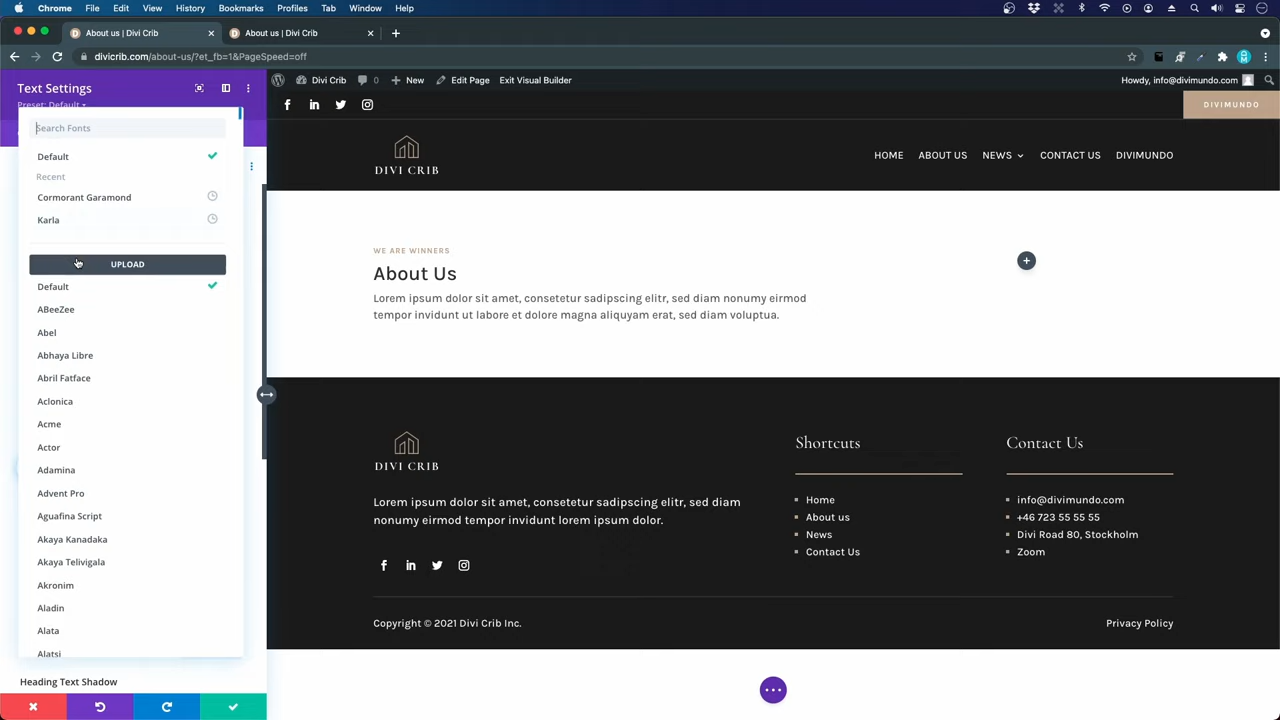 Chrome File Edit View History Bookmarks Profiles Tab Window Help
About us | Divi Crib
About us | Divi Crib
divicrib.com/about-us/?et_fb=1&PageSpeed=off
Text Settings
Preset: Default
Divi Crib 0 New Edit Page Exit Visual Builder
Howdy, info@divimundo.com
DIVIMUNDO
DIVI CRIB
HOME ABOUT US NEWS CONTACT US DIVIMUNDO
Search Fonts
Default
Recent
Cormorant Garamond
Karla
UPLOAD
Default
ABeeZee
Abel
Abhaya Libre
Abril Fatface
Aclonica
Acme
Actor
Adamina
Advent Pro
Aguafina Script
Akaya Kanadaka
Akaya Telivigala
Akronim
Aladin
Alata
Alatsi
Heading Text Shadow
WE ARE WINNERS
About Us
Lorem ipsum dolor sit amet, consetetur sadipscing elitr, sed diam nonumy eirmod
tempor invidunt ut labore et dolore magna aliquyam erat, sed diam voluptua.
DIVI CRIB
Lorem ipsum dolor sit amet, consetetur sadipscing elitr, sed diam
nonumy eirmod tempor invidunt lorem ipsum dolor.
Shortcuts
Home
About us
News
Contact Us
Contact Us
info@divimundo.com
+46 723 55 55 55
Divi Road 80, Stockholm
Zoom
Copyright © 2021 Divi Crib Inc.
Privacy Policy